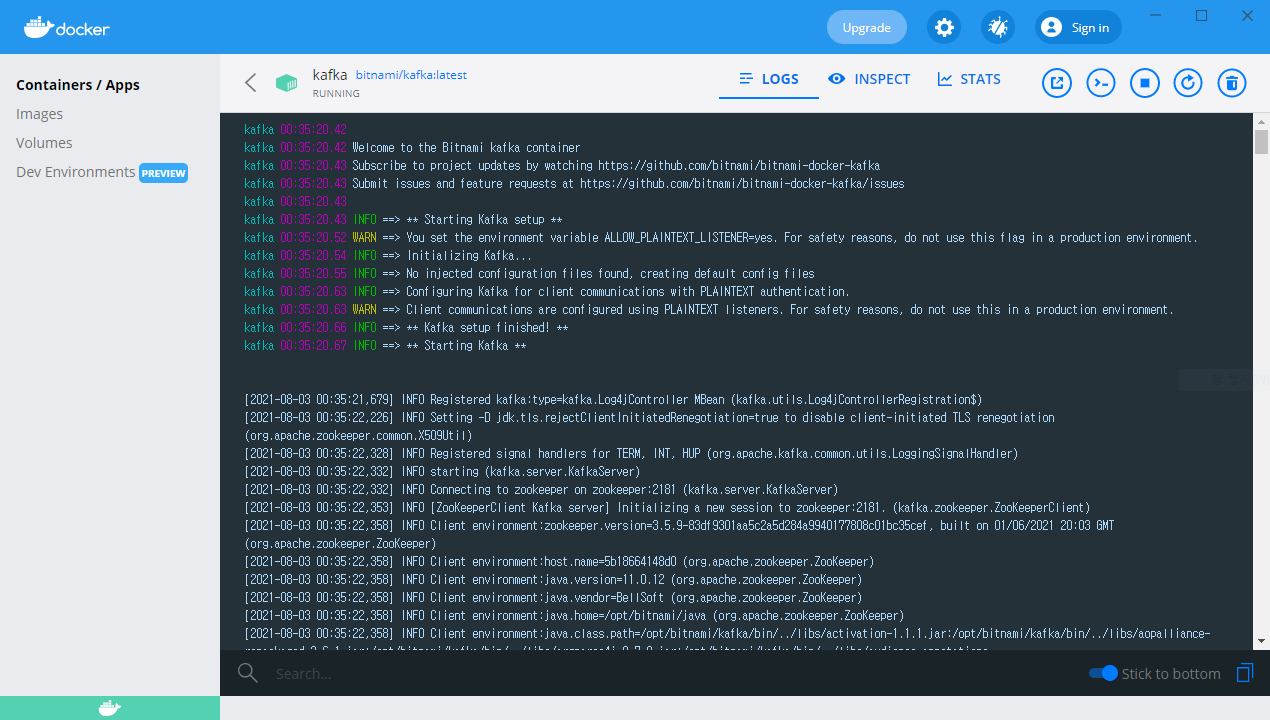 docker
Upgrade
Sign in
Containers / Apps
Images
Volumes
Dev Environments PREVIEW
kafka bitnami/kafka:latest
RUNNING
LOGS
INSPECT
STATS
kafka 00:35:20.42
kafka 00:35:20.42 Welcome to the Bitnami kafka container
kafka 00:35:20.43 Subscribe to project updates by watching https://github.com/bitnami/bitnami-docker-kafka
kafka 00:35:20.43 Submit issues and feature requests at https://github.com/bitnami/bitnami-docker-kafka/issues
kafka 00:35:20.43
kafka 00:35:20.43 INFO ==> ** Starting Kafka setup **
kafka 00:35:20.52 WARN ==> You set the environment variable ALLOW_PLAINTEXT_LISTENER=yes. For safety reasons, do not use this flag in a production environment.
kafka 00:35:20.54 INFO ==> Initializing Kafka...
kafka 00:35:20.55 INFO ==> No injected configuration files found, creating default config files
kafka 00:35:20.63 INFO ==> Configuring Kafka for client communications with PLAINTEXT authentication.
kafka 00:35:20.63 WARN ==> Client communications are configured using PLAINTEXT listeners. For safety reasons, do not use this in a production environment.
kafka 00:35:20.66 INFO ==> ** Kafka setup finished! **
kafka 00:35:20.67 INFO ==> ** Starting Kafka **
[2021-08-03 00:35:21,679] INFO Registered kafka:type=kafka.Log4jController MBean (kafka.utils.Log4jControllerRegistration$)
[2021-08-03 00:35:22,226] INFO Setting -D jdk.tls.rejectClientInitiatedRenegotiation=true to disable client-initiated TLS renegotiation
(org.apache.zookeeper.common.X509Util)
[2021-08-03 00:35:22,328] INFO Registered signal handlers for TERM, INT, HUP (org.apache.kafka.common.utils.LoggingSignalHandler)
[2021-08-03 00:35:22,332] INFO starting (kafka.server.KafkaServer)
[2021-08-03 00:35:22,332] INFO Connecting to zookeeper on zookeeper:2181 (kafka.server.KafkaServer)
[2021-08-03 00:35:22,353] INFO [ZooKeeperClient Kafka server] Initializing a new session to zookeeper:2181. (kafka.zookeeper.ZooKeeperClient)
[2021-08-03 00:35:22,358] INFO Client environment:zookeeper.version=3.5.9-83df9301aa5c2a5d284a9940177808c01bc35cef, built on 01/06/2021 20:03 GMT
(org.apache.zookeeper.ZooKeeper)
[2021-08-03 00:35:22,358] INFO Client environment:host.name=5b18664148d0 (org.apache.zookeeper.ZooKeeper)
[2021-08-03 00:35:22,358] INFO Client environment:java.version=11.0.12 (org.apache.zookeeper.ZooKeeper)
[2021-08-03 00:35:22,358] INFO Client environment:java.vendor=BellSoft (org.apache.zookeeper.ZooKeeper)
[2021-08-03 00:35:22,358] INFO Client environment:java.home=/opt/bitnami/java (org.apache.zookeeper.ZooKeeper)
[2021-08-03 00:35:22,358] INFO Client environment:java.class.path=/opt/bitnami/kafka/bin/../libs/activation-1.1.1.jar:/opt/bitnami/kafka/bin/../libs/aopalliance-
Search...
Stick to bottom